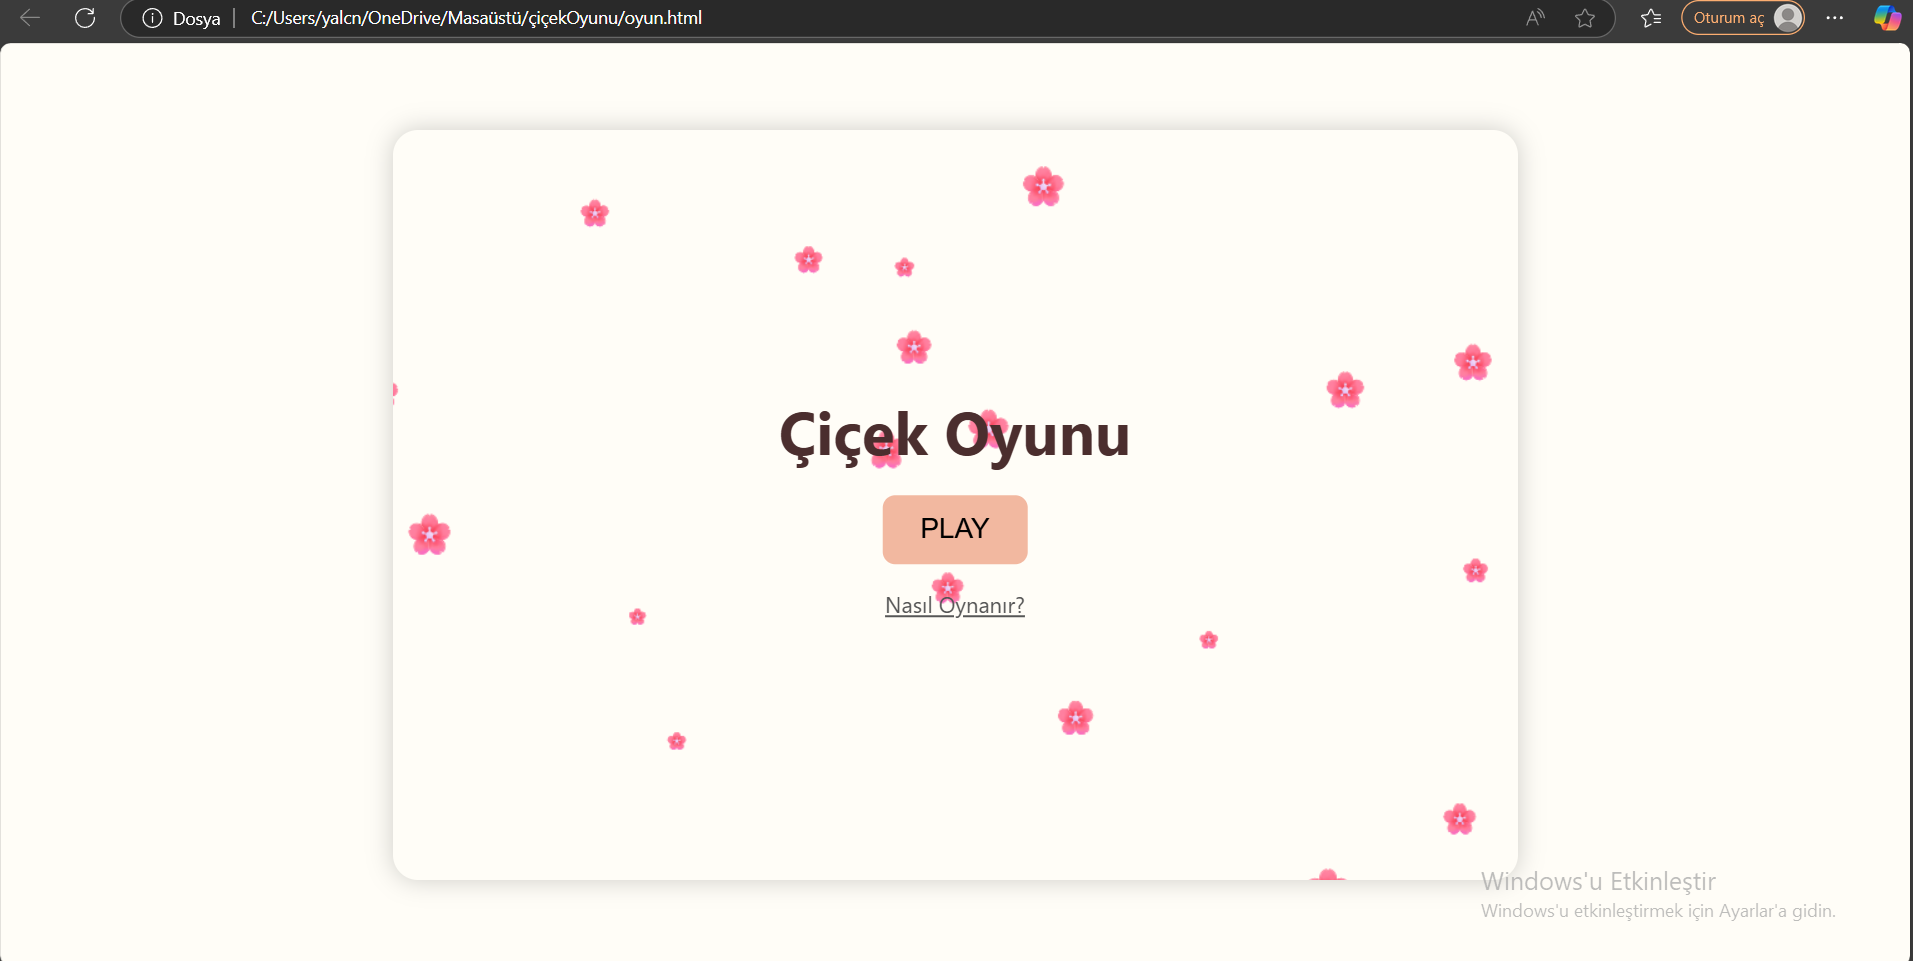 Dosya
C:/Users/yalcn/OneDrive/Masaüstü/çiçekOyunu/oyun.html
Oturum aç
Çiçek Oyunu
PLAY
Nasıl Oynanır?
Windows'u Etkinleştir
Windows'u etkinleştirmek için Ayarlar'a gidin.